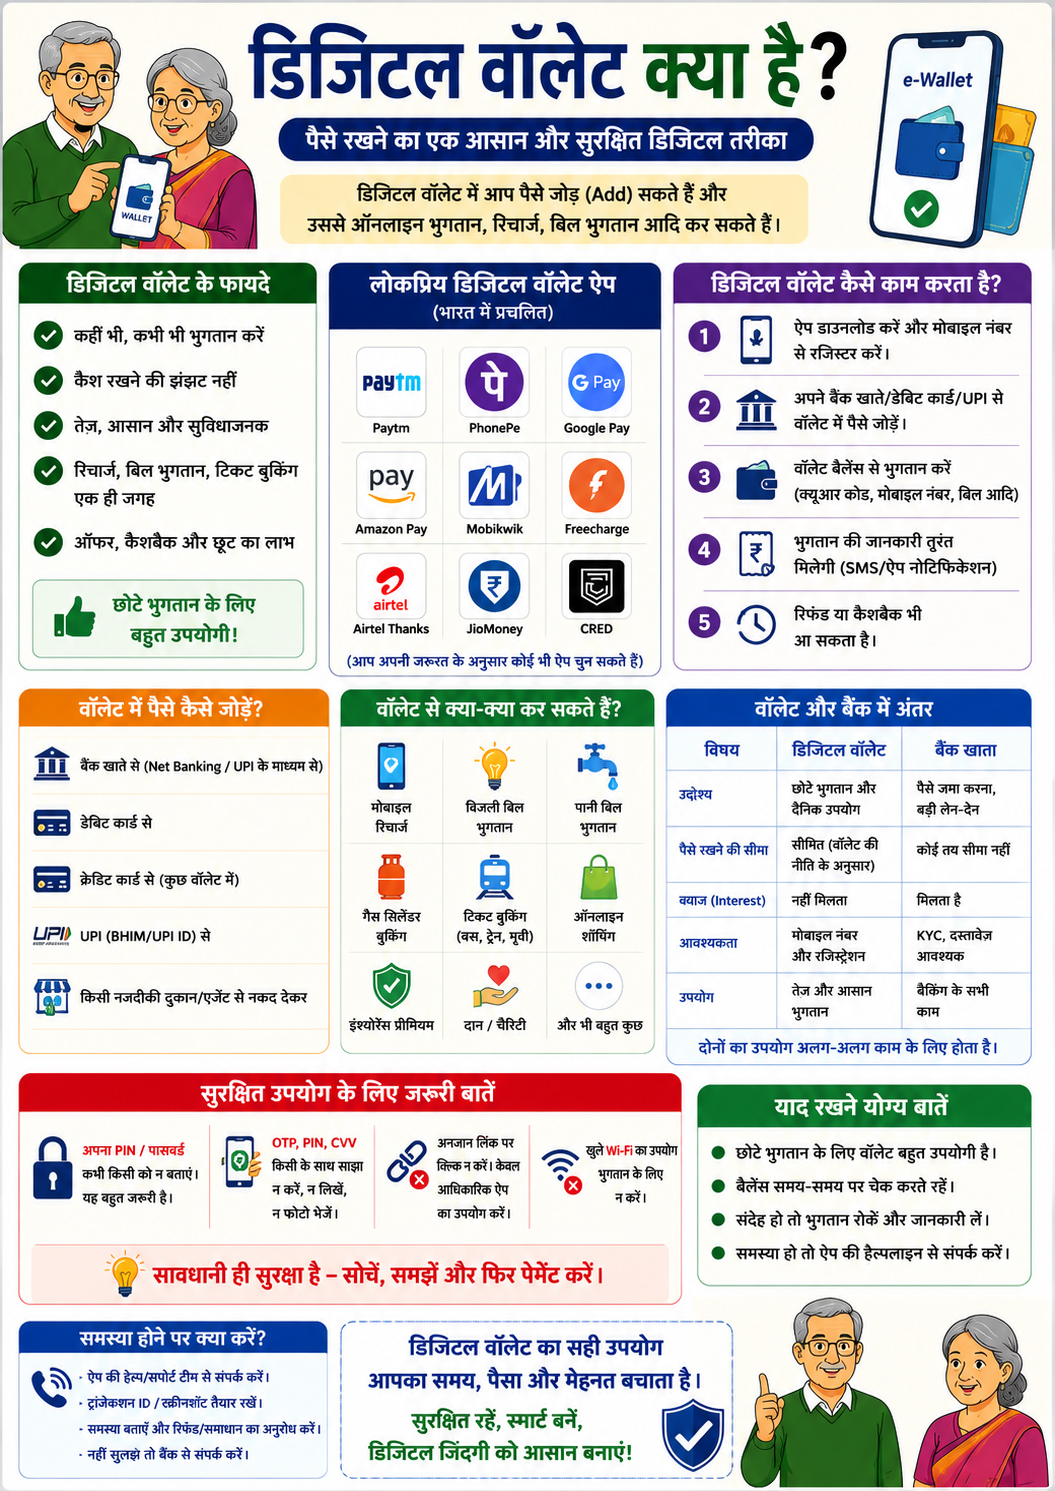 डिजिटल वॉलेट क्या है?
पैसे रखने का एक आसान और सुरक्षित डिजिटल तरीका
डिजिटल वॉलेट में आप पैसे जोड़ (Add) सकते हैं और
उससे ऑनलाइन भुगतान, रिचार्ज, बिल भुगतान आदि कर सकते हैं।
WALLET
e-Wallet
डिजिटल वॉलेट के फायदे
कहीं भी, कभी भी भुगतान करें
कैश रखने की झंझट नहीं
तेज़, आसान और सुविधाजनक
रिचार्ज, बिल भुगतान, टिकट बुकिंग
एक ही जगह
ऑफर, कैशबैक और छूट का लाभ
छोटे भुगतान के लिए
बहुत उपयोगी!
लोकप्रिय डिजिटल वॉलेट ऐप
(भारत में प्रचलित)
Paytm
पे
G Pay
Paytm
PhonePe
Google Pay
pay
M
Amazon Pay
Mobikwik
Freecharge
airtel
₹
Airtel Thanks
JioMoney
CRED
(आप अपनी जरूरत के अनुसार कोई भी ऐप चुन सकते हैं)
डिजिटल वॉलेट कैसे काम करता है?
1
ऐप डाउनलोड करें और मोबाइल नंबर
से रजिस्टर करें।
2
अपने बैंक खाते/डेबिट कार्ड/UPI से
वॉलेट में पैसे जोड़ें।
3
वॉलेट बैलेंस से भुगतान करें
(क्यूआर कोड, मोबाइल नंबर, बिल आदि)
4
₹
भुगतान की जानकारी तुरंत
मिलेगी (SMS/ऐप नोटिफिकेशन)
5
रिफंड या कैशबैक भी
आ सकता है।
वॉलेट में पैसे कैसे जोड़ें?
बैंक खाते से (Net Banking / UPI के माध्यम से)
डेबिट कार्ड से
क्रेडिट कार्ड से (कुछ वॉलेट में)
UPI
UPI (BHIM/UPI ID) से
किसी नजदीकी दुकान/एजेंट से नकद देकर
वॉलेट से क्या-क्या कर सकते हैं?
मोबाइल
रिचार्ज
बिजली बिल
भुगतान
पानी बिल
भुगतान
गैस सिलेंडर
बुकिंग
टिकट बुकिंग
(बस, ट्रेन, मूवी)
ऑनलाइन
शॉपिंग
इंश्योरेंस प्रीमियम
दान / चैरिटी
और भी बहुत कुछ
वॉलेट और बैंक में अंतर
विषय
डिजिटल वॉलेट
बैंक खाता
उद्देश्य
छोटे भुगतान और
दैनिक उपयोग
पैसे जमा करना,
बड़ी लेन-देन
पैसे रखने की सीमा
सीमित (वॉलेट की
नीति के अनुसार)
कोई तय सीमा नहीं
ब्याज (Interest)
नहीं मिलता
मिलता है
आवश्यकता
मोबाइल नंबर
और रजिस्ट्रेशन
KYC, दस्तावेज़
आवश्यक
उपयोग
तेज और आसान
भुगतान
बैंकिंग के सभी
काम
दोनों का उपयोग अलग-अलग काम के लिए होता है।
सुरक्षित उपयोग के लिए जरूरी बातें
अपना PIN / पासवर्ड
कभी किसी को न बताएं।
यह बहुत जरूरी है।
OTP, PIN, CVV
किसी के साथ साझा
न करें, न लिखें,
न फोटो भेजें।
अनजान लिंक पर
क्लिक न करें। केवल
आधिकारिक ऐप
का उपयोग करें।
खुले Wi-Fi का उपयोग
भुगतान के लिए
न करें।
सावधानी ही सुरक्षा है – सोचें, समझें और फिर पेमेंट करें।
याद रखने योग्य बातें
छोटे भुगतान के लिए वॉलेट बहुत उपयोगी है।
बैलेंस समय-समय पर चेक करते रहें।
संदेह हो तो भुगतान रोकें और जानकारी लें।
समस्या हो तो ऐप की हेल्पलाइन से संपर्क करें।
समस्या होने पर क्या करें?
· ऐप की हेल्प/सपोर्ट टीम से संपर्क करें।
· ट्रांजेकशन ID / स्क्रीनशॉट तैयार रखें।
· समस्या बताएँ और रिफंड/समाधान का अनुरोध करें।
· नहीं सुलझे तो बैंक से संपर्क करें।
डिजिटल वॉलेट का सही उपयोग
आपका समय, पैसा और मेहनत बचाता है।
सुरक्षित रहें, स्मार्ट बनें,
डिजिटल जिंदगी को आसान बनाएं!